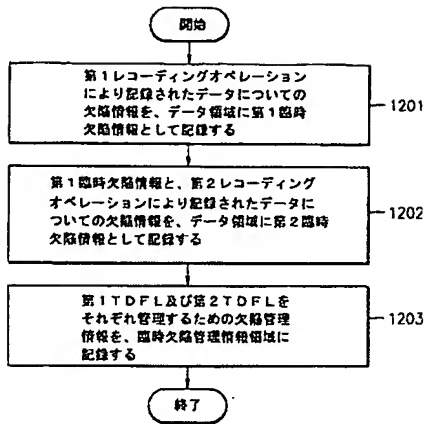 開始
第1レコーディングオペレーション
により記録されたデータについての
欠陥情報を、データ領域に第1臨時
欠陥情報として記録する
1201
第1臨時欠陥情報と、第2レコーディング
オペレーションにより記録されたデータに
ついての欠陥情報を、データ領域に第2臨時
欠陥情報として記録する
1202
第1TDFL及び第2TDFLを
それぞれ管理するための欠陥管理
情報を、臨時欠陥管理情報領域に
記録する
1203
終了